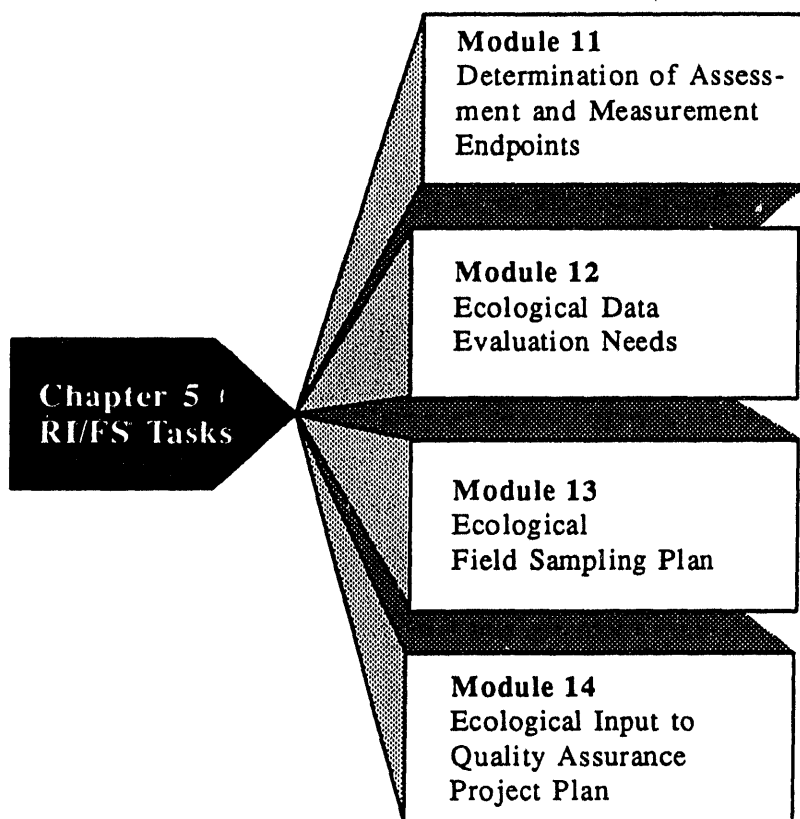 Module 11
Determination of Assess-
ment and Measurement
Endpoints
Module 12
Ecological Data
Evaluation Needs
Chapter 5
RI/FS Tasks
Module 13
Ecological
Field Sampling Plan
Module 14
Ecological Input to
Quality Assurance
Project Plan